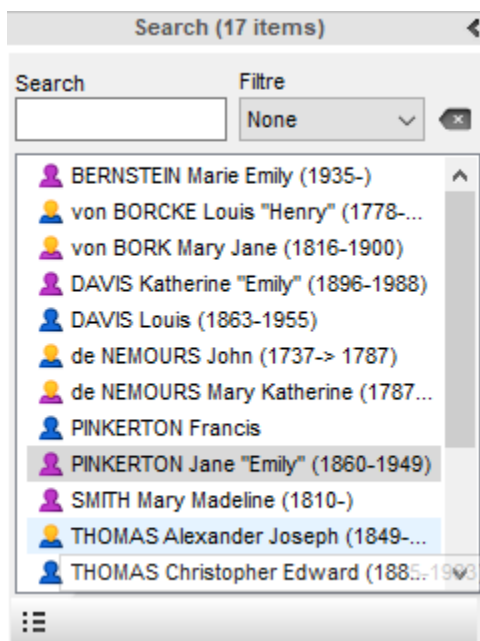 Search (17 items)
Search
Filtre
None
BERNSTEIN Marie Emily (1935-)
von BORCKE Louis "Henry" (1778-...
von BORK Mary Jane (1816-1900)
DAVIS Katherine "Emily" (1896-1988)
DAVIS Louis (1863-1955)
de NEMOURS John (1737-> 1787)
de NEMOURS Mary Katherine (1787...
PINKERTON Francis
PINKERTON Jane "Emily" (1860-1949)
SMITH Mary Madeline (1810-)
THOMAS Alexander Joseph (1849-...
THOMAS Christopher Edward (188